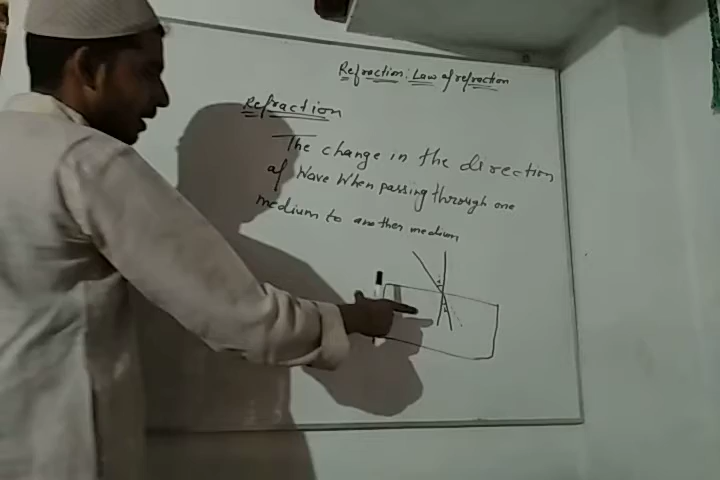 Refraction: Law of refraction
Refraction
The change in the direction
of wave when passing through one
medium to another medium